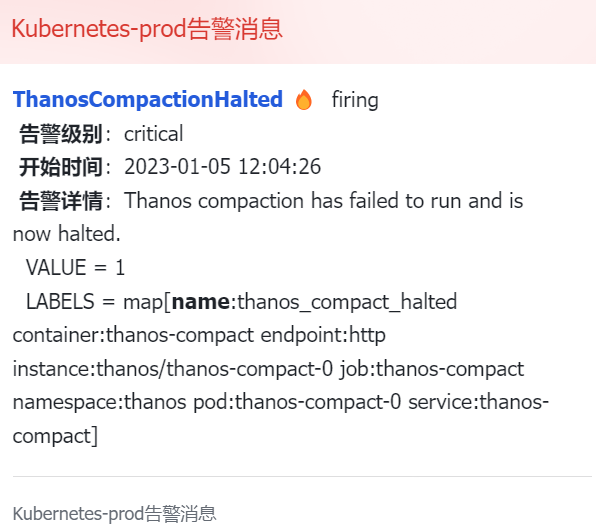 Kubernetes-prod告警消息
ThanosCompactionHalted 🔥 firing
告警级别：critical
开始时间：2023-01-05 12:04:26
告警详情：Thanos compaction has failed to run and is
now halted.
VALUE = 1
LABELS = map[name:thanos_compact_halted
container:thanos-compact endpoint:http
instance:thanos/thanos-compact-0 job:thanos-compact
namespace:thanos pod:thanos-compact-0 service:thanos-
compact]
Kubernetes-prod告警消息